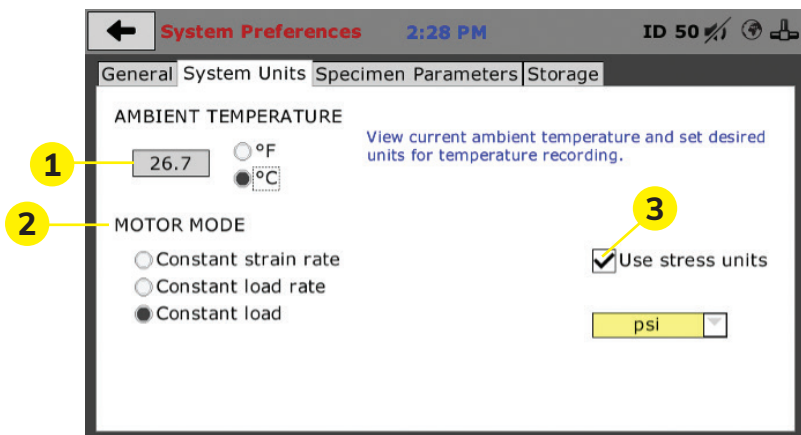 System Preferences 2:28 PM ID 50
General System Units Specimen Parameters Storage
AMBIENT TEMPERATURE
View current ambient temperature and set desired
units for temperature recording.
1
26.7
°F
°C
2
MOTOR MODE
3
Constant strain rate
Constant load rate
Constant load
Use stress units
psi